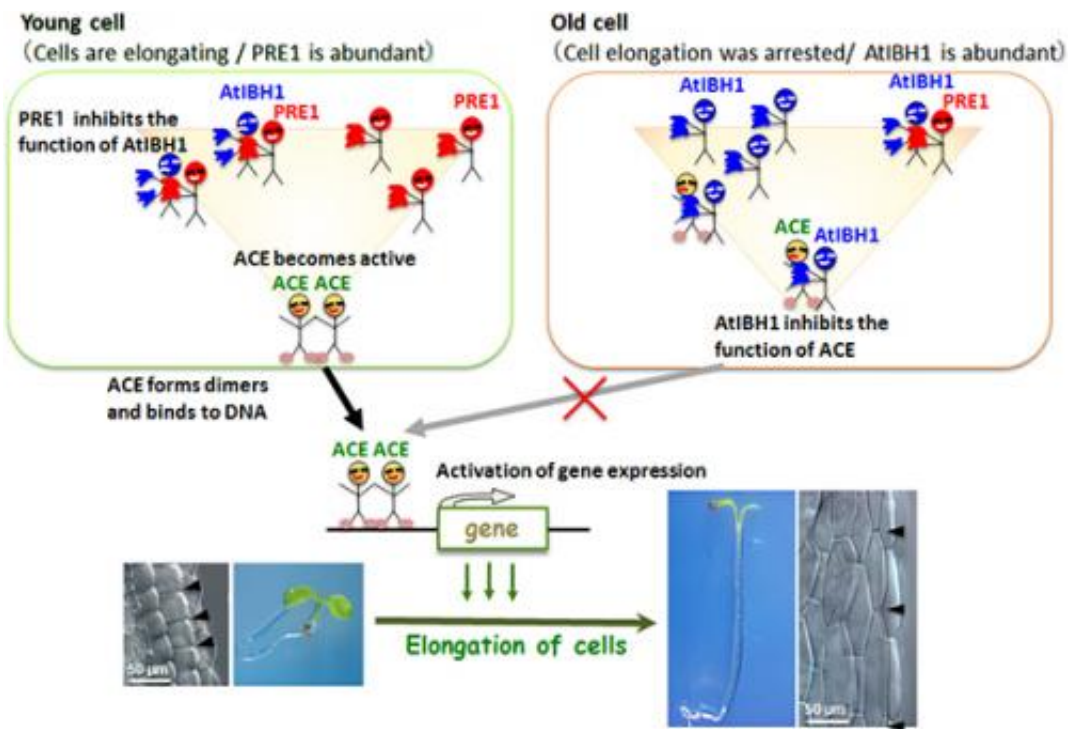 Young cell
(Cells are elongating / PRE1 is abundant)
Old cell
(Cell elongation was arrested/ AtIBH1 is abundant)
PRE1 inhibits the
function of AtIBH1
AtIBH1
PRE1
PRE1
ACE becomes active
ACE ACE
AtIBH1
AtIBH1
PRE1
ACE
AtIBH1
AtIBH1 inhibits the
function of ACE
ACE forms dimers
and binds to DNA
ACE ACE
Activation of gene expression
gene
Elongation of cells
50 µm
50 µm